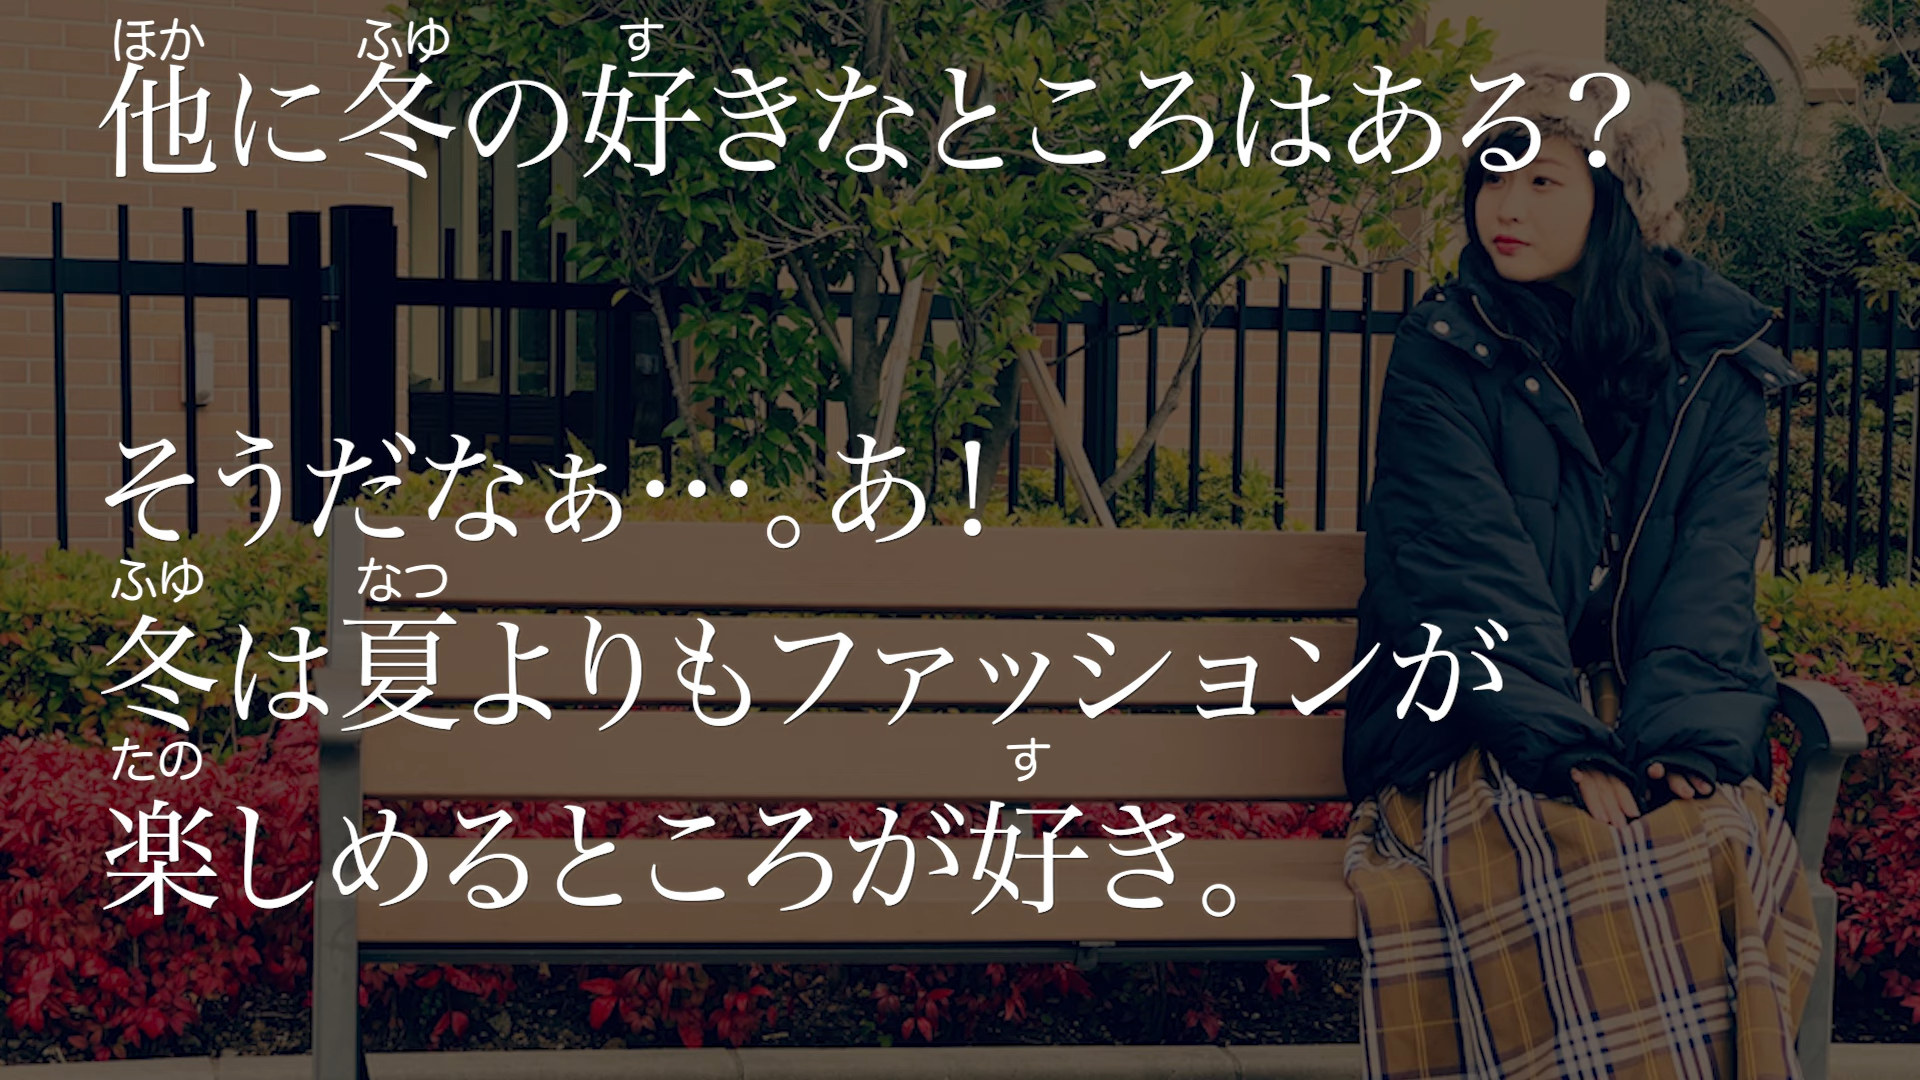 他に冬の好きなところはある？
そうだなぁ…。あ！
冬は夏よりもファッションが
楽しめるところが好き。